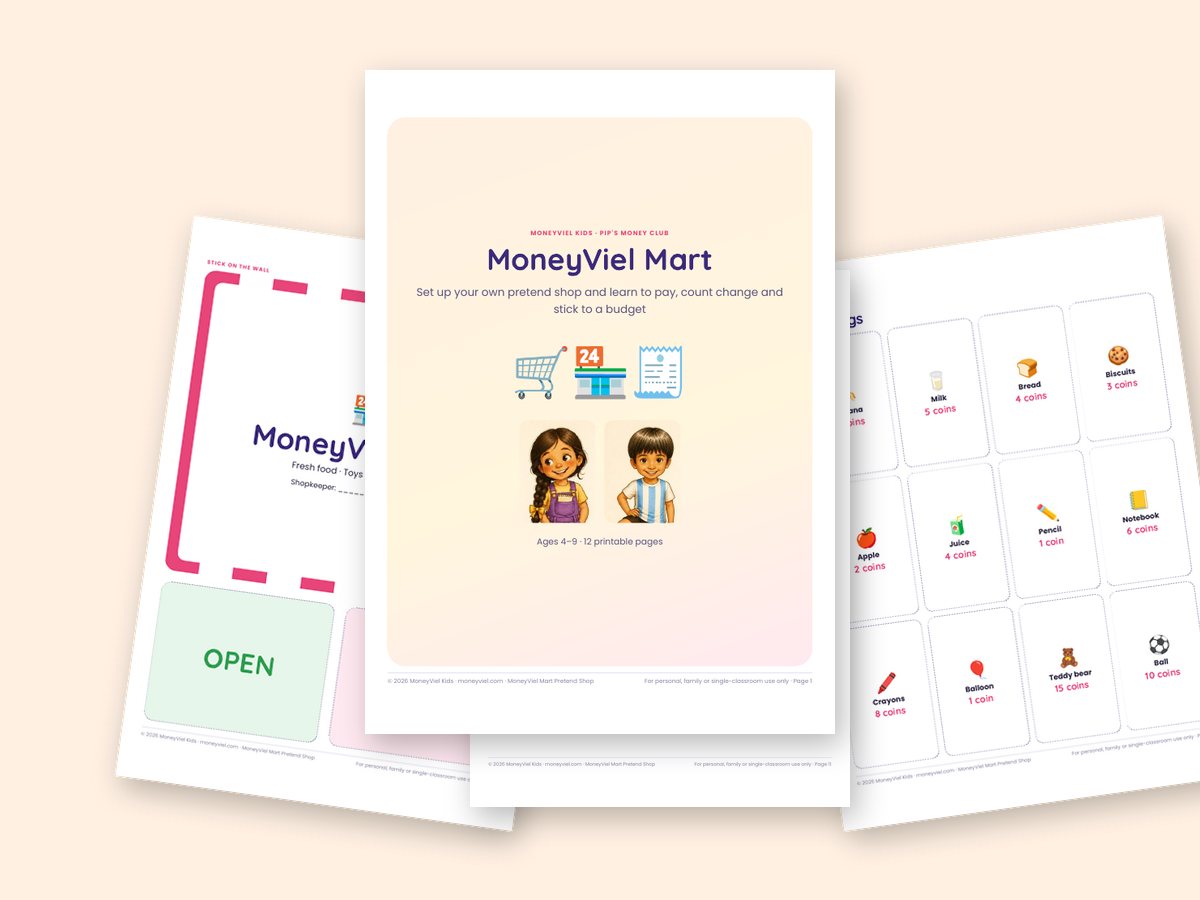 MONEYVIEL KIDS · PIP'S MONEY CLUB
MoneyViel Mart
Set up your own pretend shop and learn to pay, count change and
stick to a budget
24
Ages 4–9 · 12 printable pages
© 2026 MoneyViel Kids · moneyviel.com · MoneyViel Mart Pretend Shop
For personal, family or single-classroom use only · Page 1
STICK ON THE WALL
MoneyV
Fresh food · Toys
Shopkeeper:
OPEN
© 2026 MoneyViel Kids · moneyviel.com · MoneyViel Mart Pretend Shop
For personal, family or single-classroom use
© 2026 MoneyViel Kids · moneyviel.com · MoneyViel Mart Pretend Shop
For personal, family or single-classroom use only · Page 11
gs
ana
Milk
5 coins
Bread
4 coins
Biscuits
3 coins
Apple
2 coins
Juice
4 coins
Pencil
1 coin
Notebook
6 coins
Crayons
8 coins
Balloon
1 coin
Teddy bear
15 coins
Ball
10 coins
© 2026 MoneyViel Kids · moneyviel.com · MoneyViel Mart Pretend Shop
For personal, family or single-classroom use only